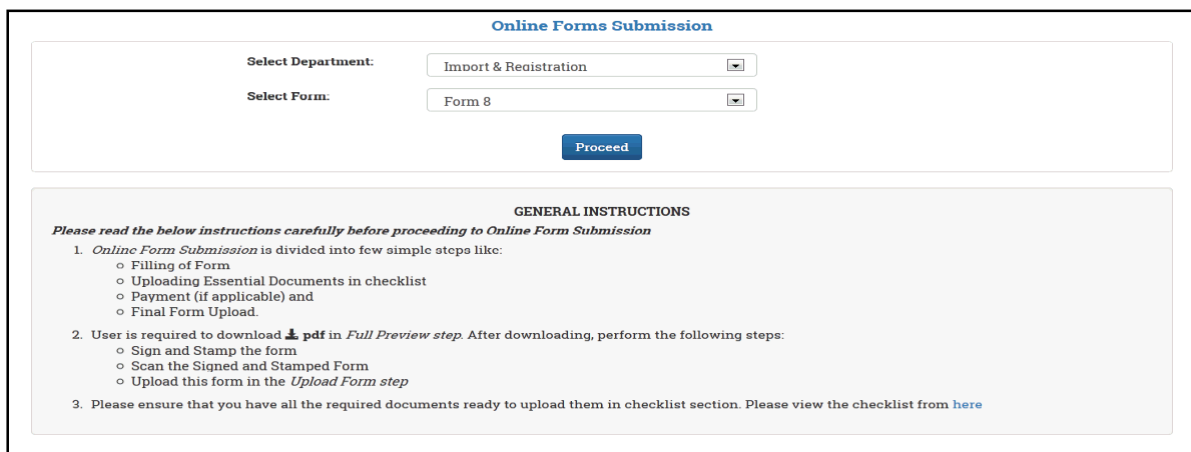 Online Forms Submission
Select Department: Import & Registration
Select Form: Form 8
Proceed
GENERAL INSTRUCTIONS
Please read the below instructions carefully before proceeding to Online Form Submission
1. Online Form Submission is divided into few simple steps like:
Filling of Form
Uploading Essential Documents in checklist
Payment (if applicable) and
Final Form Upload.
2. User is required to download pdf in Full Preview step. After downloading, perform the following steps:
Sign and Stamp the form
Scan the Signed and Stamped Form
Upload this form in the Upload Form step
3. Please ensure that you have all the required documents ready to upload them in checklist section. Please view the checklist from here